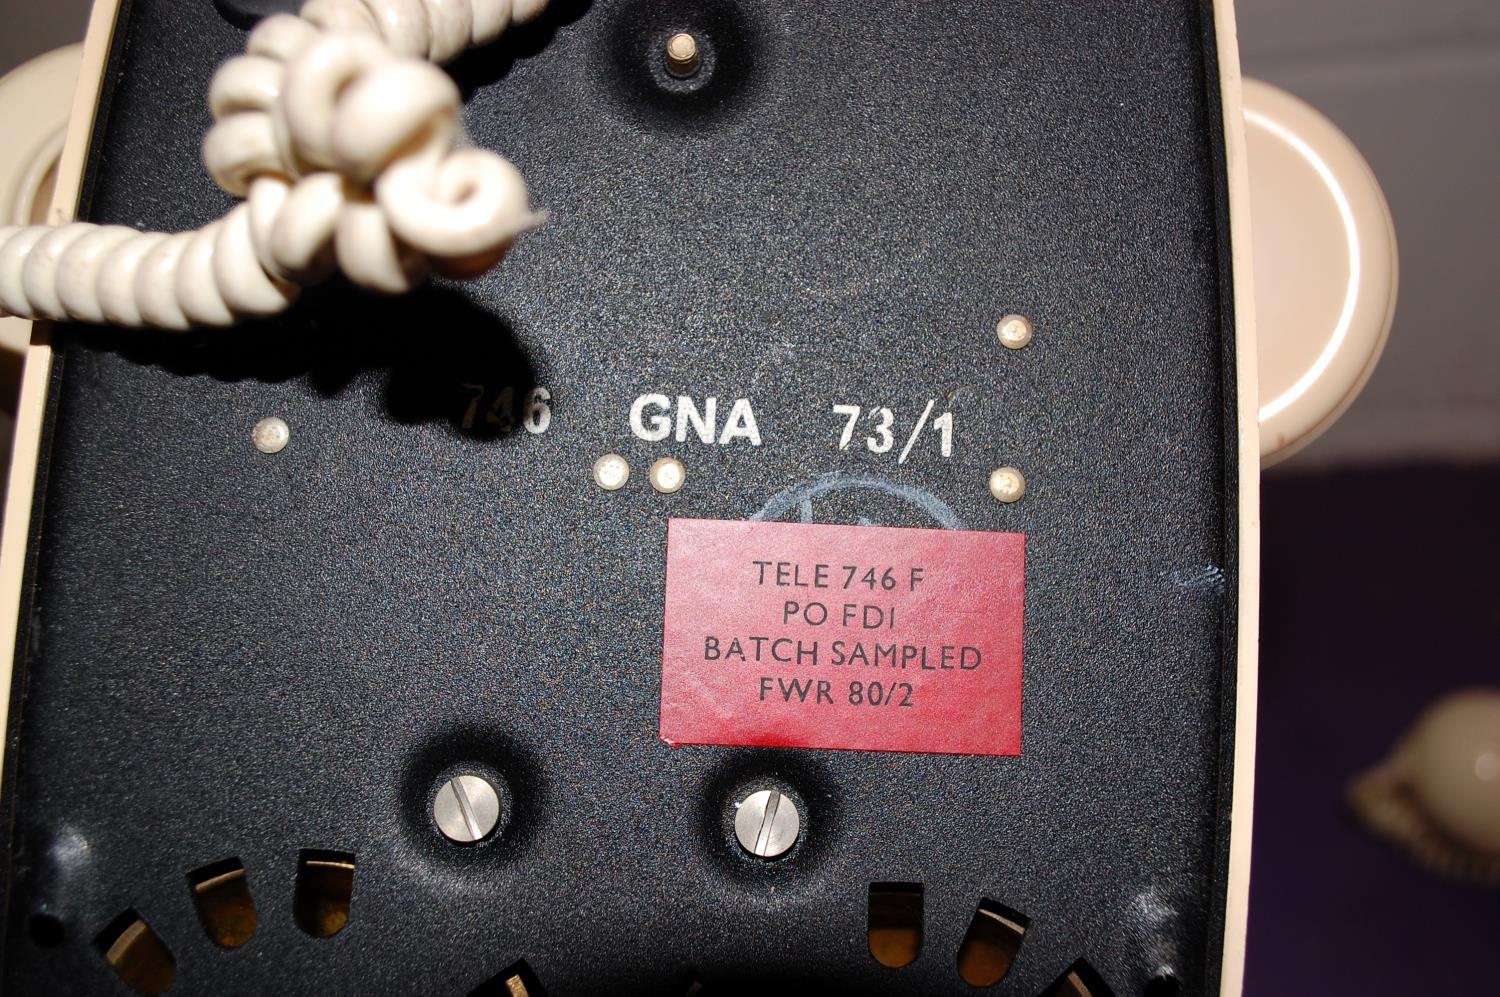 746 GNA 73/1
TELE 746 F
PO FDI
BATCH SAMPLED
FWR 80/2